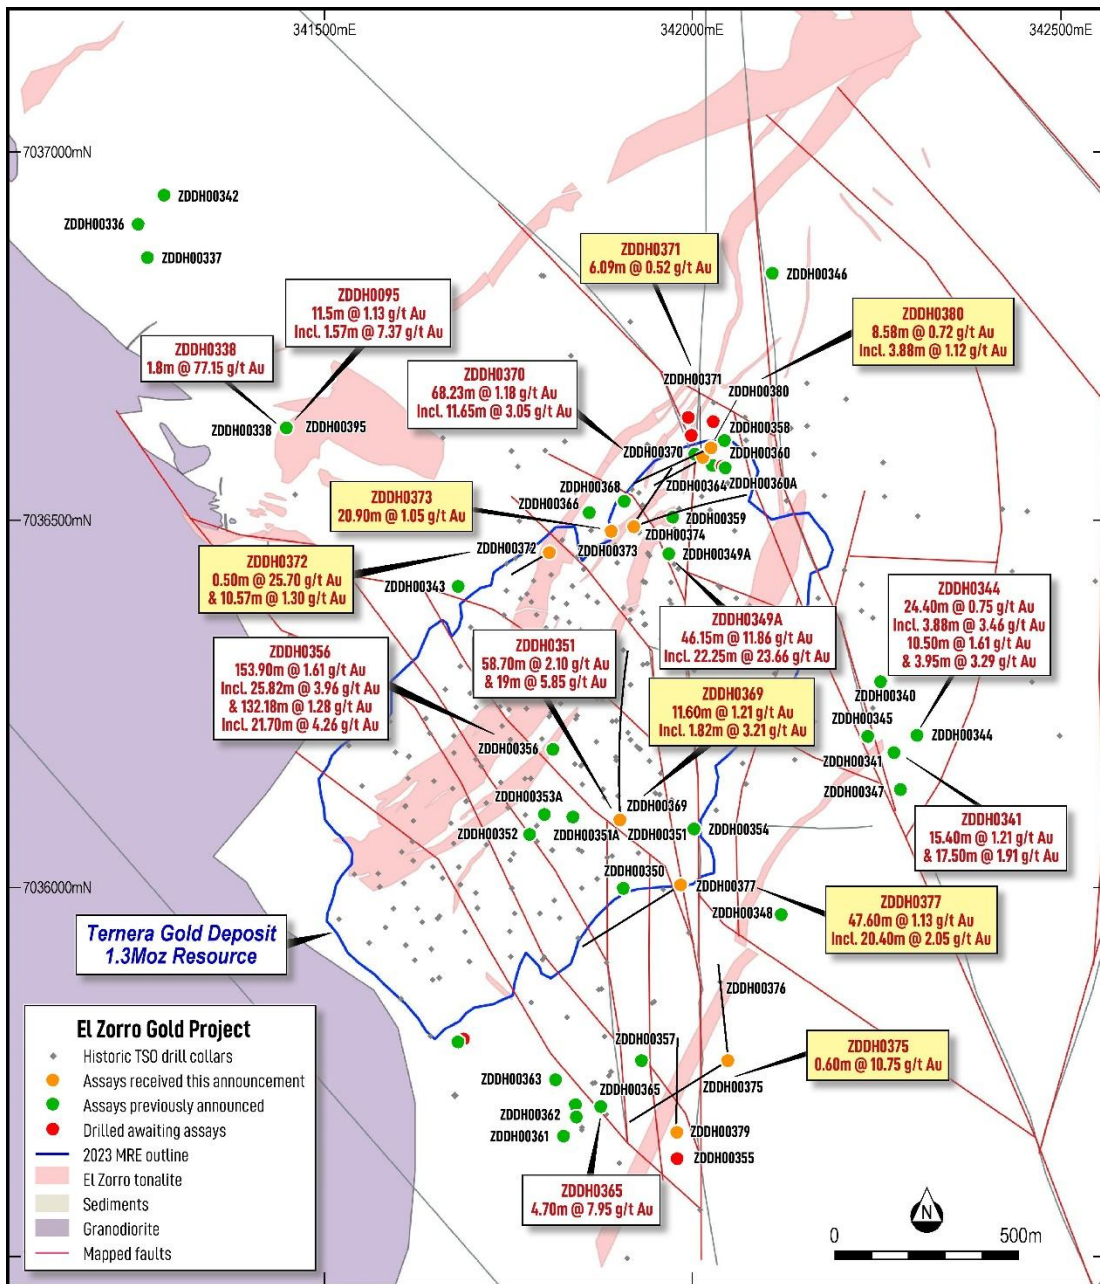 341500mE
342000mE
342500mE
7037000mN
ZDDH00342
ZDDH00336
ZDDH00337
ZDDH0371
6.09m @ 0.52 g/t Au
ZDDH00346
ZDDH0095
11.5m @ 1.13 g/t Au
Incl. 1.57m @ 7.37 g/t Au
ZDDH0380
8.58m @ 0.72 g/t Au
Incl. 3.88m @ 1.12 g/t Au
ZDDH0338
1.8m @ 77.15 g/t Au
ZDDH0370
68.23m @ 1.18 g/t Au
Incl. 11.65m @ 3.05 g/t Au
ZDDH00371
ZDDH00380
ZDDH00338
ZDDH00395
ZDDH00358
ZDDH00370
ZDDH00360
ZDDH00368
ZDDH00364
ZDDH00360A
ZDDH0373
20.90m @ 1.05 g/t Au
ZDDH00366
ZDDH00359
7036500mN
ZDDH00374
ZDDH00372
ZDDH00373
ZDDH00349A
ZDDH0372
0.50m @ 25.70 g/t Au
& 10.57m @ 1.30 g/t Au
ZDDH00343
ZDDH0344
24.40m @ 0.75 g/t Au
Incl. 3.88m @ 3.46 g/t Au
10.50m @ 1.61 g/t Au
& 3.95m @ 3.29 g/t Au
ZDDH0349A
46.15m @ 11.86 g/t Au
Incl. 22.25m @ 23.66 g/t Au
ZDDH0351
58.70m @ 2.10 g/t Au
& 19m @ 5.85 g/t Au
ZDDH0356
153.90m @ 1.61 g/t Au
Incl. 25.82m @ 3.96 g/t Au
& 132.18m @ 1.28 g/t Au
Incl. 21.70m @ 4.26 g/t Au
ZDDH0369
11.60m @ 1.21 g/t Au
Incl. 1.82m @ 3.21 g/t Au
ZDDH00340
ZDDH00345
ZDDH00344
ZDDH00356
ZDDH00341
ZDDH00347
ZDDH00353A
ZDDH00369
ZDDH00352
ZDDH00351A
ZDDH00351
ZDDH00354
ZDDH0341
15.40m @ 1.21 g/t Au
& 17.50m @ 1.91 g/t Au
ZDDH00350
7036000mN
ZDDH00377
ZDDH00348
ZDDH0377
47.60m @ 1.13 g/t Au
Incl. 20.40m @ 2.05 g/t Au
Ternera Gold Deposit
1.3Moz Resource
ZDDH00376
ZDDH00357
ZDDH0375
0.60m @ 10.75 g/t Au
ZDDH00363
ZDDH00365
ZDDH00375
ZDDH00362
ZDDH00361
ZDDH00379
ZDDH00355
ZDDH0365
4.70m @ 7.95 g/t Au
El Zorro Gold Project
Historic TSO drill collars
Assays received this announcement
Assays previously announced
Drilled awaiting assays
2023 MRE outline
El Zorro tonalite
Sediments
Granodiorite
Mapped faults
N
0
500m